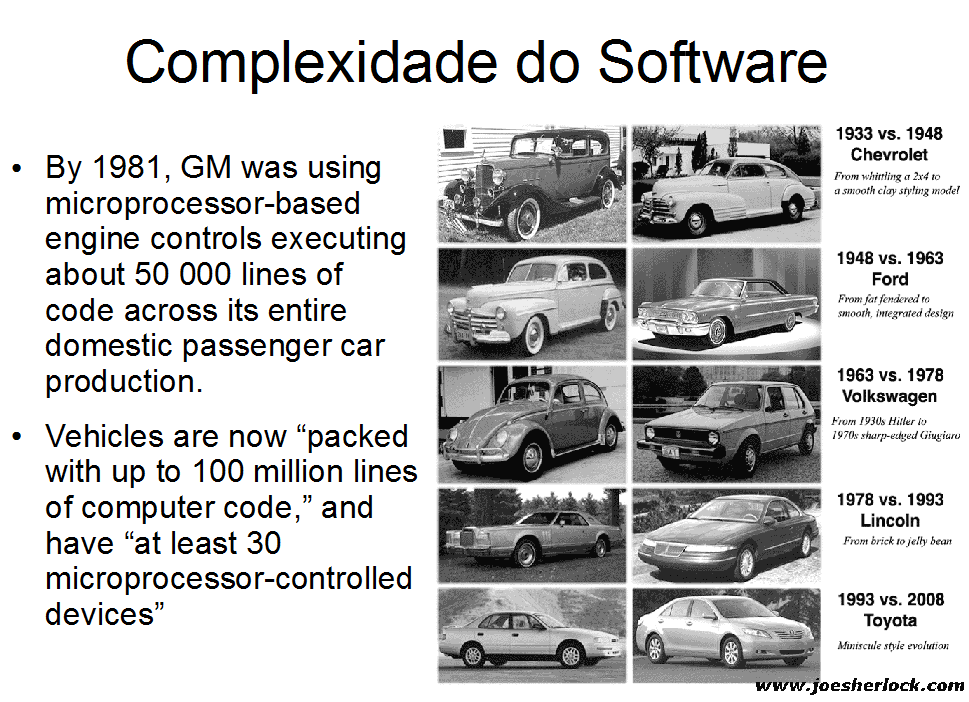 Complexidade do Software
• By 1981, GM was using
microprocessor-based
engine controls executing
about 50 000 lines of
code across its entire
domestic passenger car
production.
• Vehicles are now “packed
with up to 100 million lines
of computer code,” and
have “at least 30
microprocessor-controlled
devices”
1933 vs. 1948
Chevrolet
From whittling a 2x4 to
a smooth clay styling model
1948 vs. 1963
Ford
From fat fendered to
smooth, integrated design
1963 vs. 1978
Volkswagen
From 1930s Hitler to
1970s sharp-edged Giugiaro
1978 vs. 1993
Lincoln
From brick to jelly bean
1993 vs. 2008
Toyota
Miniscule style evolution
www.joesherlock.com